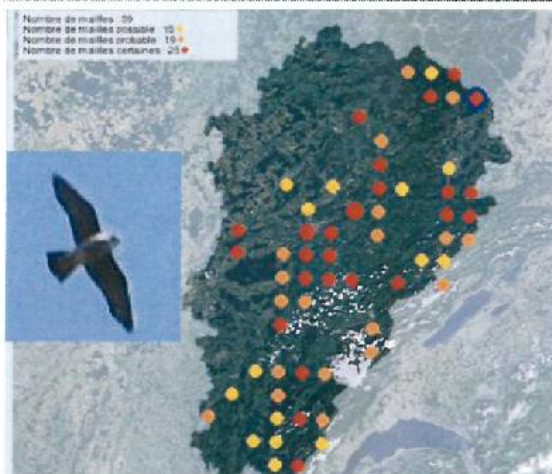 Nombre de mailles : 59
Nombre de mailles possible : 15
Nombre de mailles probable : 19
Nombre de mailles certaines : 25